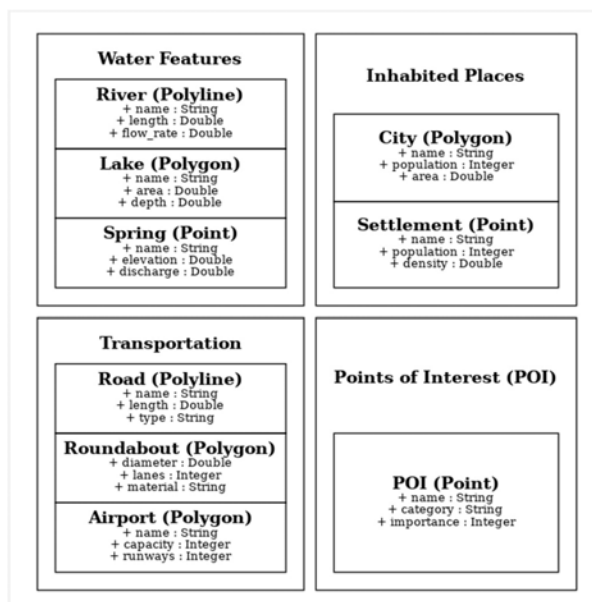 Water Features
River (Polyline)
+ name : String
+ length : Double
+ flow_rate : Double
Lake (Polygon)
+ name : String
+ area : Double
+ depth : Double
Spring (Point)
+ name : String
+ elevation : Double
+ discharge : Double
Inhabited Places
City (Polygon)
+ name : String
+ population : Integer
+ area : Double
Settlement (Point)
+ name : String
+ population : Integer
+ density : Double
Transportation
Road (Polyline)
+ name : String
+ length : Double
+ type : String
Roundabout (Polygon)
+ diameter : Double
+ lanes : Integer
+ material : String
Airport (Polygon)
+ name : String
+ capacity : Integer
+ runways : Integer
Points of Interest (POI)
POI (Point)
+ name : String
+ category : String
+ importance : Integer